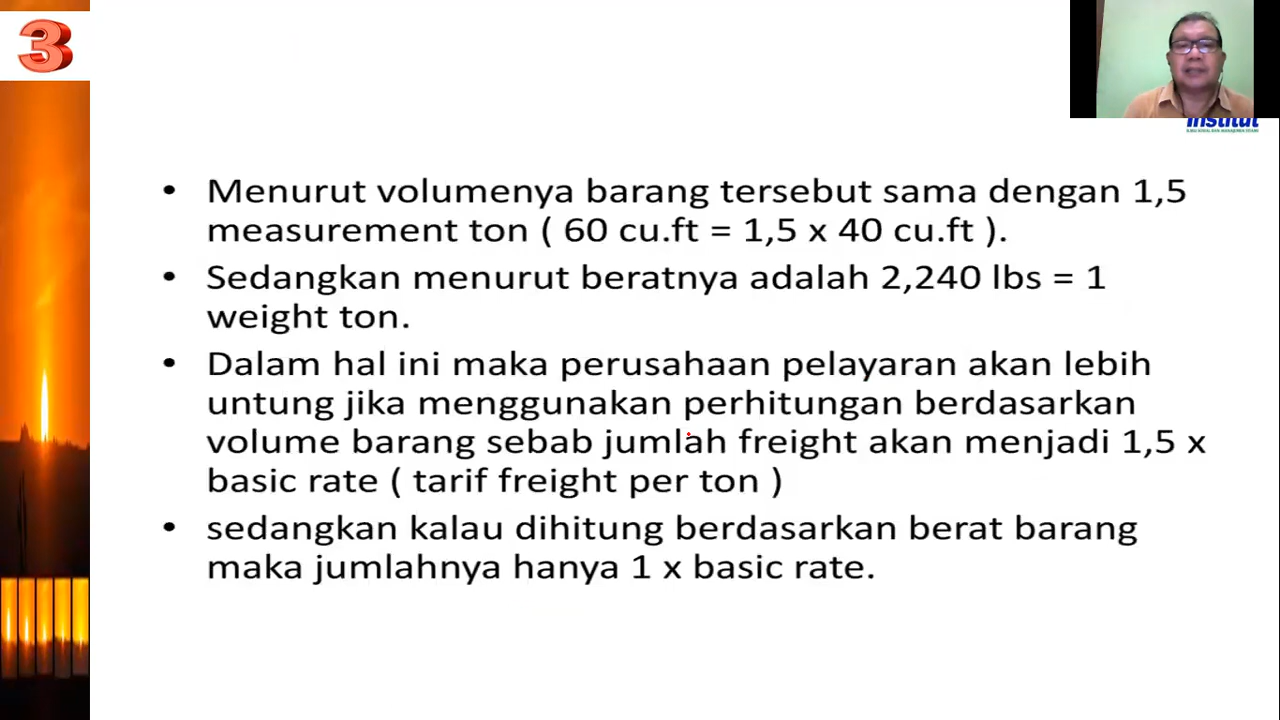 3
Institut
• Menurut volumenya barang tersebut sama dengan 1,5
measurement ton ( 60 cu.ft = 1,5 x 40 cu.ft ).
• Sedangkan menurut beratnya adalah 2,240 lbs = 1
weight ton.
• Dalam hal ini maka perusahaan pelayaran akan lebih
untung jika menggunakan perhitungan berdasarkan
volume barang sebab jumlah freight akan menjadi 1,5 x
basic rate ( tarif freight per ton )
• sedangkan kalau dihitung berdasarkan berat barang
maka jumlahnya hanya 1 x basic rate.